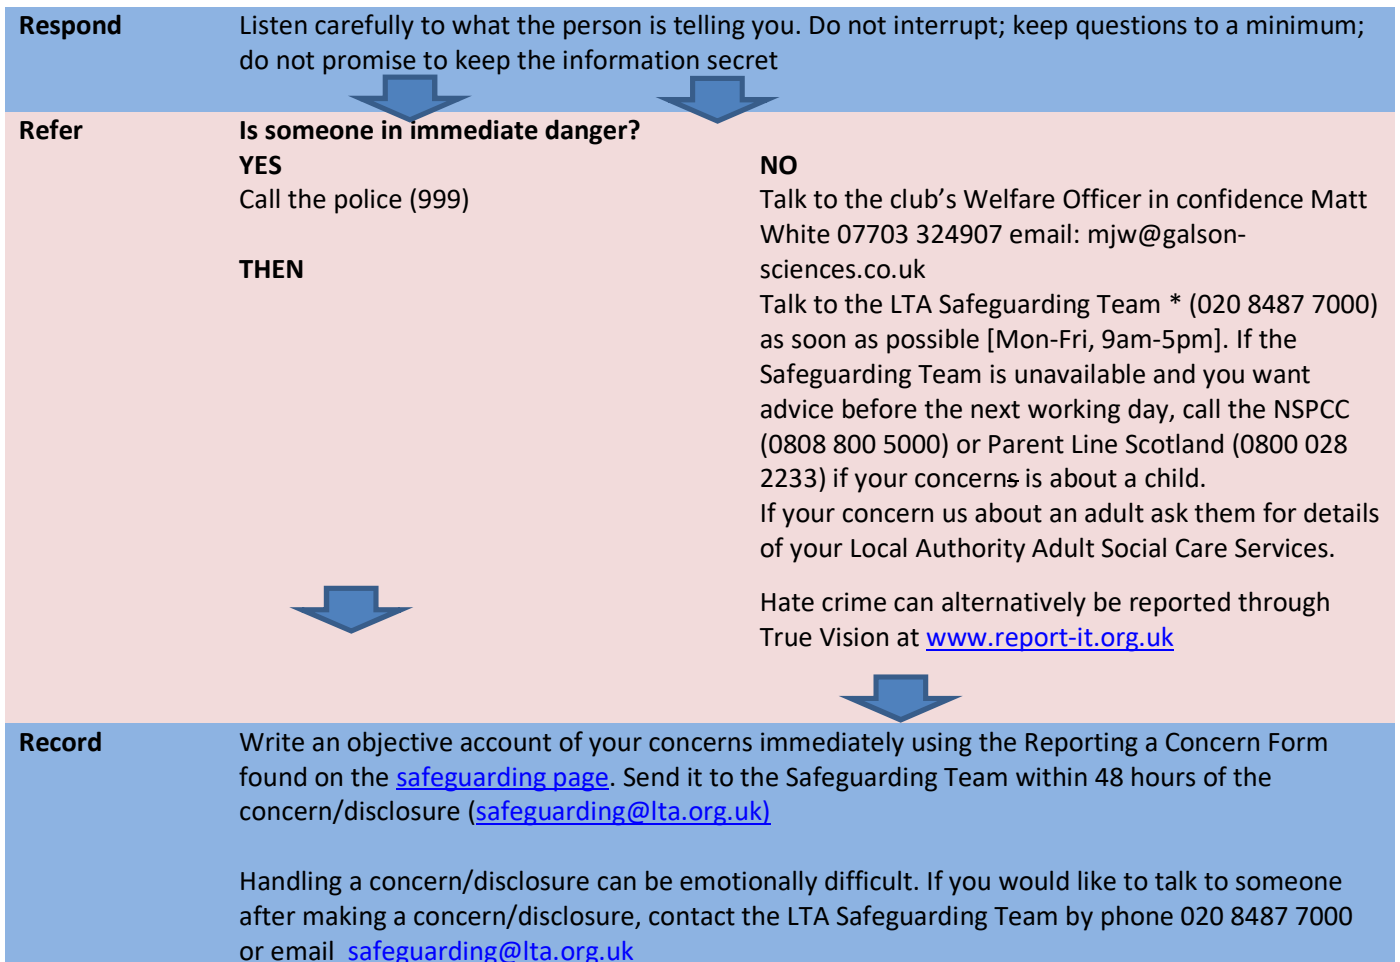 Respond
Listen carefully to what the person is telling you. Do not interrupt; keep questions to a minimum;
do not promise to keep the information secret
Refer
Is someone in immediate danger?
YES
Call the police (999)
THEN
NO
Talk to the club’s Welfare Officer in confidence Matt
White 07703 324907 email: mjw@galson-
sciences.co.uk
Talk to the LTA Safeguarding Team * (020 8487 7000)
as soon as possible [Mon-Fri, 9am-5pm]. If the
Safeguarding Team is unavailable and you want
advice before the next working day, call the NSPCC
(0808 800 5000) or Parent Line Scotland (0800 028
2233) if your concerns is about a child.
If your concern us about an adult ask them for details
of your Local Authority Adult Social Care Services.
Hate crime can alternatively be reported through
True Vision at www.report-it.org.uk
Record
Write an objective account of your concerns immediately using the Reporting a Concern Form
found on the safeguarding page. Send it to the Safeguarding Team within 48 hours of the
concern/disclosure (safeguarding@lta.org.uk)
Handling a concern/disclosure can be emotionally difficult. If you would like to talk to someone
after making a concern/disclosure, contact the LTA Safeguarding Team by phone 020 8487 7000
or email safeguarding@lta.org.uk